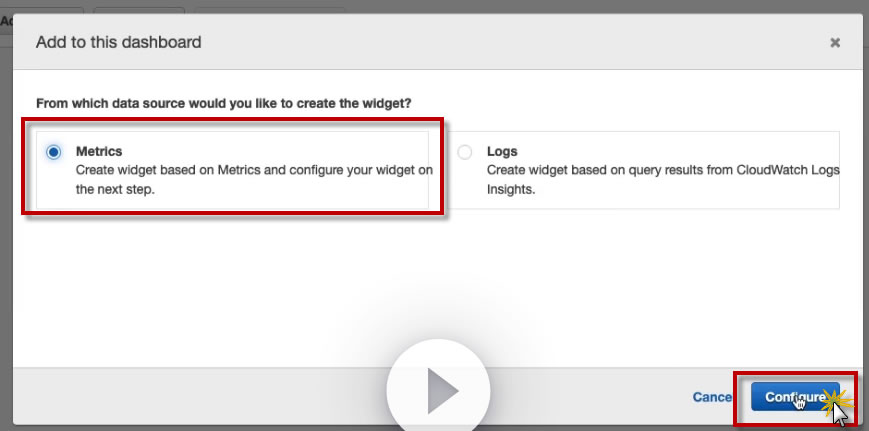 Add to this dashboard
From which data source would you like to create the widget?
Metrics
Create widget based on Metrics and configure your widget on
the next step.
Logs
Create widget based on query results from CloudWatch Logs
Insights.
Cance
Configure